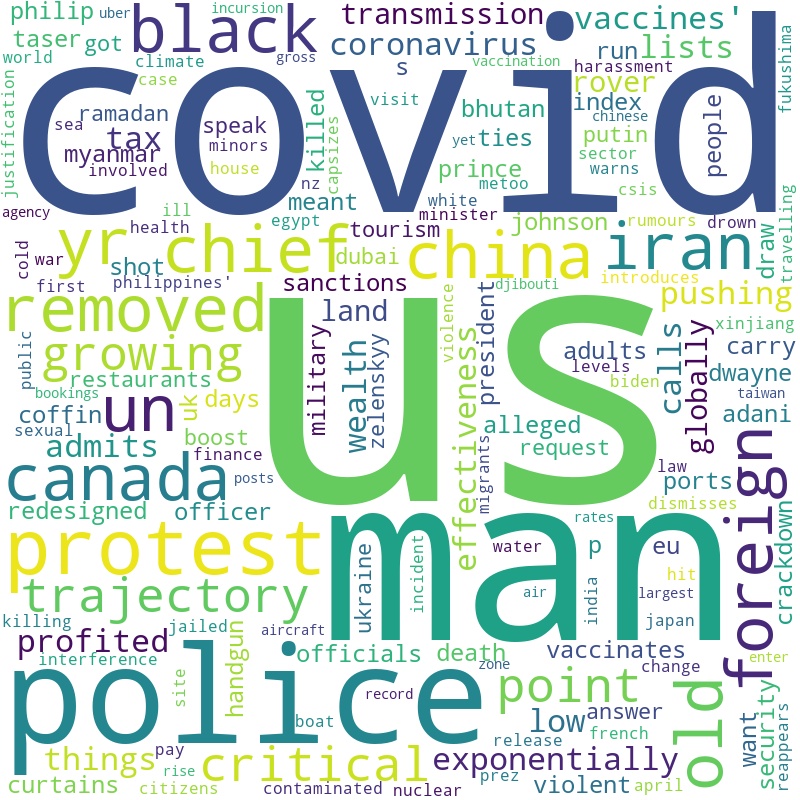 philip
uber
black
incursion
transmission
vaccines'
taser
got
climate
gross
coronavirus
run
lists
world
case
s
vaccination
harassment
fukushima
covid
justification
ramadan
sea
tax
speak
minors
killed
capsizes
visit
bhutan
rover
index
chinese
people
myanmar
involved
house
yet
ties
putin
sector
prince
warns
nz
metoo
csis
agency
ill
health
meant
egypt
white
minister
johnson
rumours
drown
draw
travelling
yr
chief
tourism
dubai
china
iran
cold
war
shot
first
philippines'
sanctions
djibouti
introduces
pushing
removed
us
land
violence
president
xinjiang
growing
military
wealth
zelenskyy
effectiveness
adults
levels
calls
globally
carry
public
restaurants
bookings
uk
days
biden
dwayne
taiwan
coffin
un
adani
sexual
admits
boost
finance
alleged
request
migrants
law
canada
posts
ports
foreign
redesigned
officer
dismisses
crackdown
protest
man
rates
ukraine
incident
water
p
eu
trajectory
air
india
hit
largest
killing
jailed
aircraft
japan
profited
handgun
officials
death
vaccinates
interference
zone
change
enter
police
site
record
point
old
security
boat
low
answer
want
release
french
reappears
things
pay
critical
exponentially
curtains
rise
citizens
contaminated
nuclear
prez
violent
april